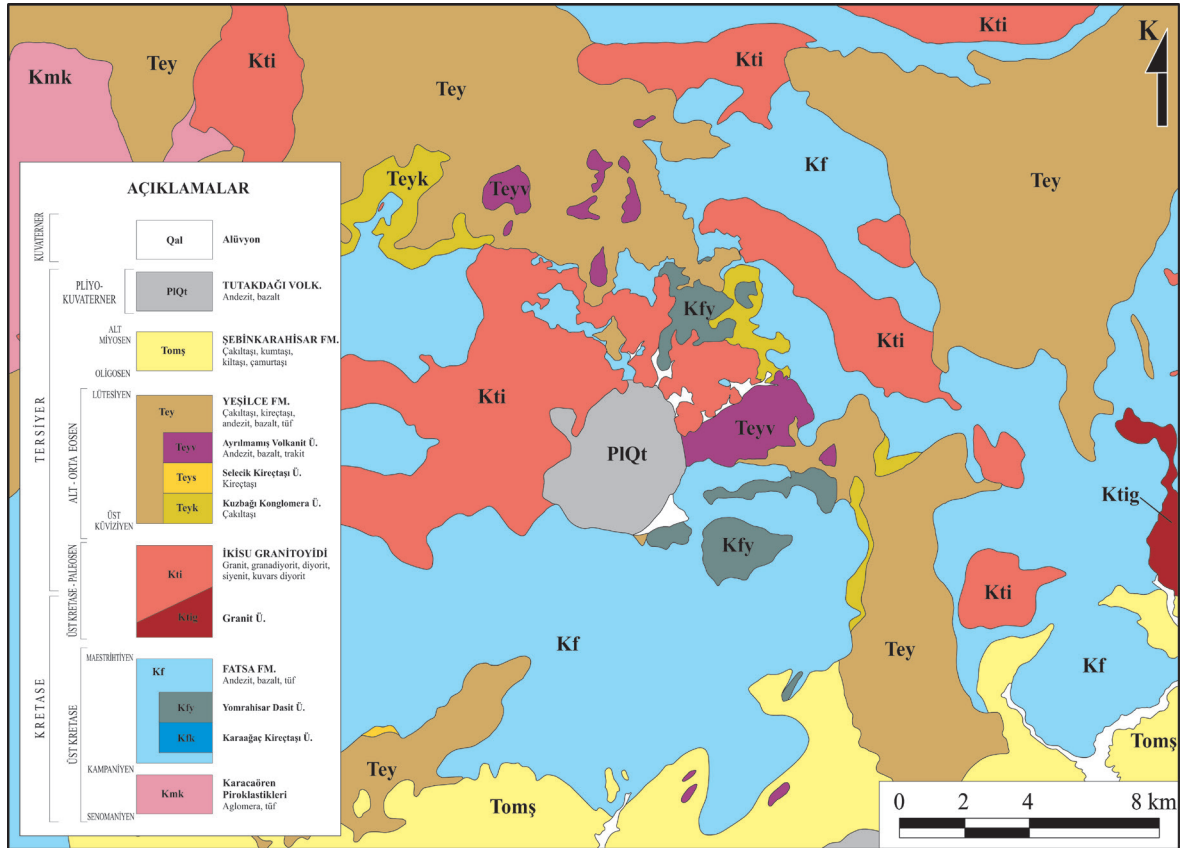 Kmk
Tey
Kti
Tey
Kti
Kti
K
Kf
Tey
Teyk
Teyv
Kfy
Kti
Kti
Teyv
PlQt
Ktig
Kfy
Kti
Kf
Tey
Kf
Tey
Tomş
Tomş
AÇIKLAMALAR
KUVATERNER
Qal
Alüvyon
PLİYO-
KUVATERNER
PlQt
TUTAKDAĞI VOLK.
Andezit, bazalt
TERSİYER
ALT
MİYOSEN
OLİGOSEN
Tomş
ŞEBİNKARAHİSAR FM.
Çakıltaşı, kumtaşı,
kiltaşı, çamurtaşı
LÜTESİYEN
ALT - ORTA EOSEN
ÜST
KÜVİZİYEN
Tey
YEŞİLCE FM.
Çakıltaşı, kireçtaşı,
andezit, bazalt, tüf
Teyv
Ayrılmamış Volkanit Ü.
Andezit, bazalt, trakit
Teys
Selecik Kireçtaşı Ü.
Kireçtaşı
Teyk
Kuzbağı Konglomera Ü.
Çakıltaşı
ÜST KRETASE - PALEOSEN
Kti
İKİSU GRANİTOYİDİ
Granit, granadiyorit, diyorit,
siyenit, kuvars diyorit
Ktig
Granit Ü.
KRETASE
ÜST KRETASE
MAESTRİHTİYEN
Kf
FATSA FM.
Andezit, bazalt, tüf
Kfy
Yomrahisar Dasit Ü.
Kfk
Karaağaç Kireçtaşı Ü.
KAMPANİYEN
Kmk
Karacaören
Piroklastikleri
Aglomera, tüf
SENOMANİYEN
0 2 4 8 km